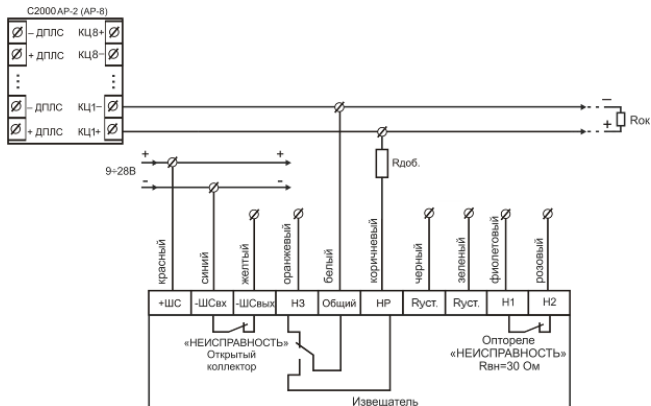 С2000 АР-2 (АР-8)
– ДПЛС КЦ8+
+ ДПЛС КЦ8–
– ДПЛС КЦ1–
+ ДПЛС КЦ1+
–
+
Rок
+ +
9÷28В
- -
Rдоб.
красный
синий
желтый
оранжевый
белый
коричневый
черный
зеленый
фиолетовый
розовый
+ШС
-ШСвх
-ШСвых
НЗ
Общий
НР
Rуст.
Rуст.
Н1
Н2
«НЕИСПРАВНОСТЬ»
Открытый
коллектор
Оптореле
«НЕИСПРАВНОСТЬ»
Rвн=30 Ом
Извещатель